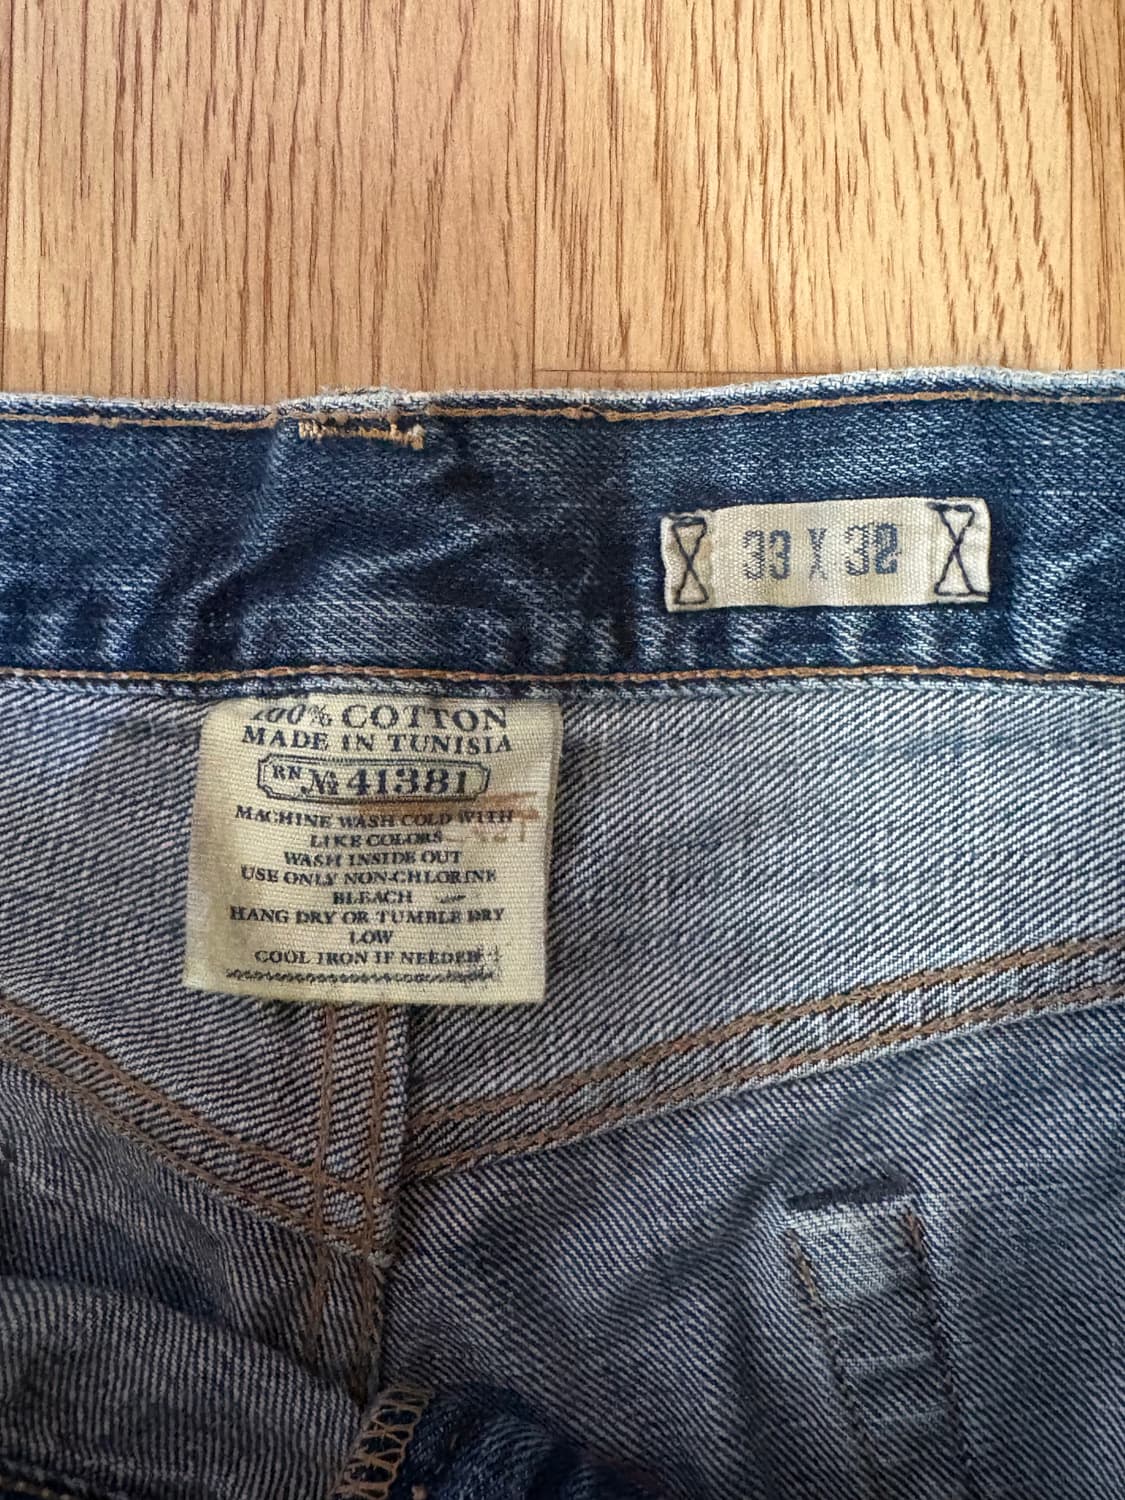 33 X 32
100% COTTON
MADE IN TUNISIA
RN № 41381
MACHINE WASH COLD WITH
LIKE COLORS
WASH INSIDE OUT
USE ONLY NON-CHLORINE
BLEACH
HANG DRY OR TUMBLE DRY
LOW
COOL IRON IF NEEDED